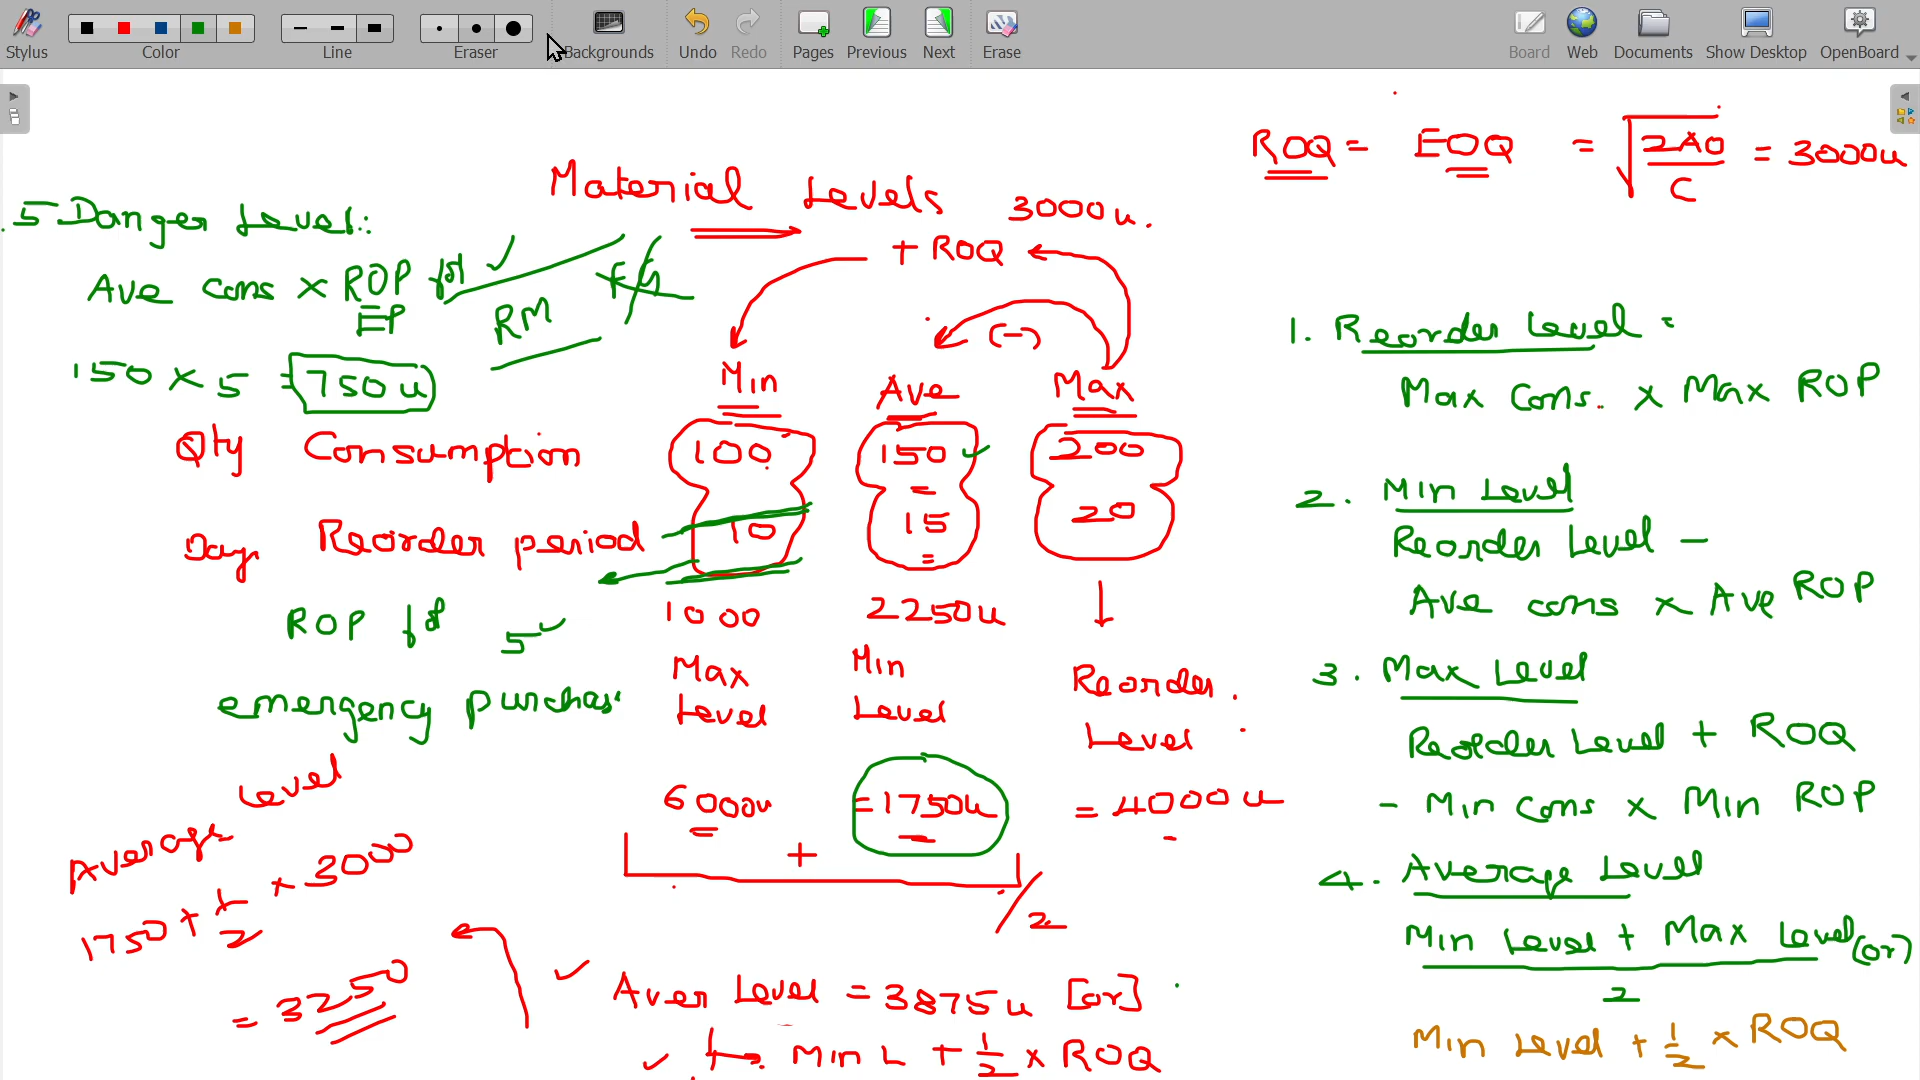 Stylus
Color
Line
Eraser
Backgrounds
Undo
Redo
Pages
Previous
Next
Erase
Board
Web
Documents
Show Desktop
OpenBoard
ROQ = EOQ = √2AO/C = 3000u
Material Levels
3000u.
+ ROQ
(-)
5 Danger Level:
Ave cons x ROP for EP
RM
FG
150 x 5 = 750u
Min Ave Max
Qty Consumption 100 150 200
Days Reorder period 10 15 20
ROP for 5
emergency purchas
1000 2250u
Max Level
Min Level
Reorder Level
6000u = 1750u = 4000u
+
/2
Average Level
1750 + 1/2 x 3000
= 3250
Aver Level = 3875u [or]
Min L + 1/2 x ROQ
1. Reorder Level =
Max Cons. x Max ROP
2. Min Level
Reorder Level -
Ave cons x Ave ROP
3. Max Level
Reorder Level + ROQ
- Min cons x Min ROP
4. Average Level
Min Level + Max Level (or)
2
Min Level + 1/2 x ROQ